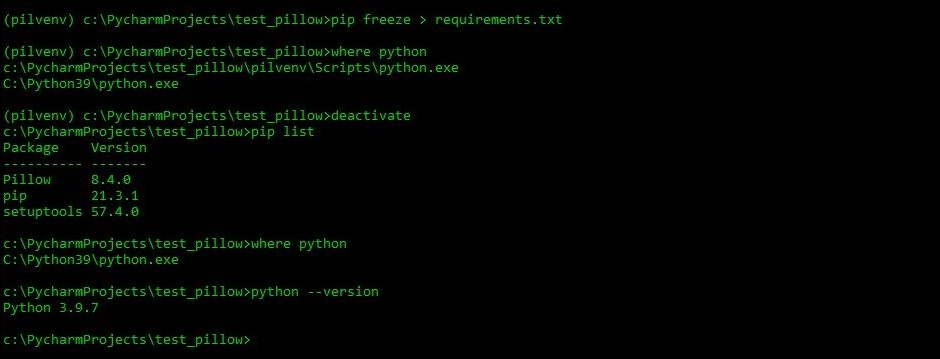 (pilvenv) c:\PycharmProjects\test_pillow>pip freeze > requirements.txt
(pilvenv) c:\PycharmProjects\test_pillow>where python
c:\PycharmProjects\test_pillow\pilvenv\Scripts\python.exe
C:\Python39\python.exe
(pilvenv) c:\PycharmProjects\test_pillow>deactivate
c:\PycharmProjects\test_pillow>pip list
Package    Version
---------- -------
Pillow     8.4.0
pip        21.3.1
setuptools 57.4.0
c:\PycharmProjects\test_pillow>where python
C:\Python39\python.exe
c:\PycharmProjects\test_pillow>python --version
Python 3.9.7
c:\PycharmProjects\test_pillow>